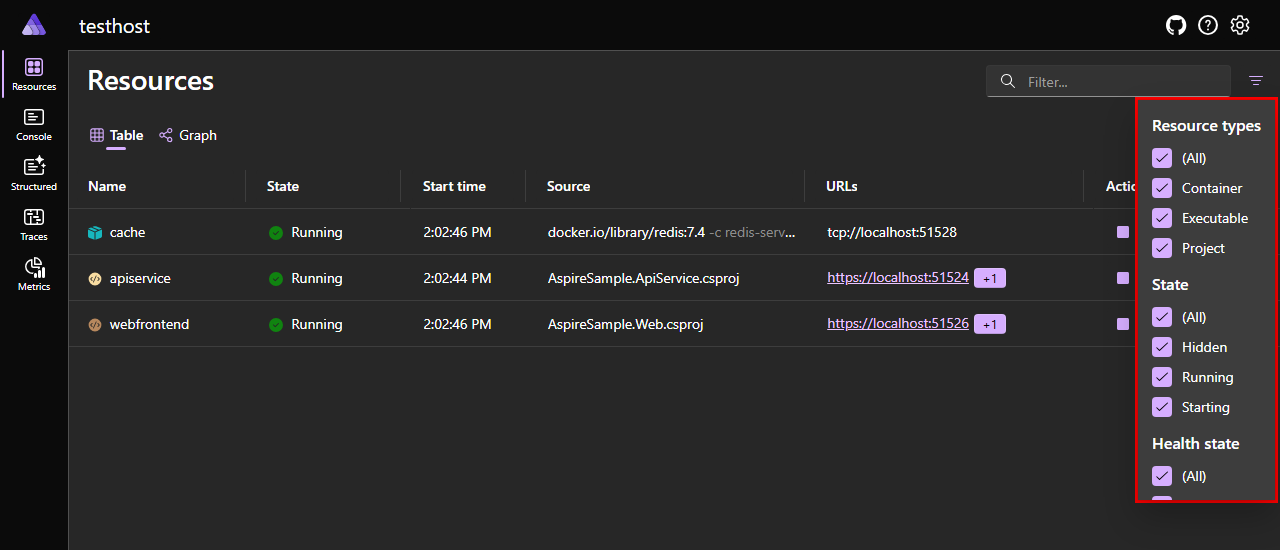 testhost
Resources
Console
Structured
Traces
Metrics
Resources
Filter...
Table Graph
Name State Start time Source URLs
cache Running 2:02:46 PM docker.io/library/redis:7.4 -c redis-serv... tcp://localhost:51528
apiservice Running 2:02:44 PM AspireSample.ApiService.csproj https://localhost:51524 +1
webfrontend Running 2:02:46 PM AspireSample.Web.csproj https://localhost:51526 +1
Resource types
(All)
Container
Executable
Project
State
(All)
Hidden
Running
Starting
Health state
(All)